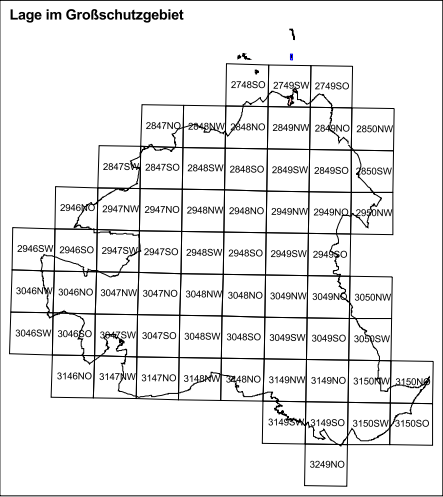 Lage im Großschutzgebiet
2748SO 2749SW 2749SO
2847NO 2848NW 2848NO 2849NW 2849NO 2850NW
2847SW 2847SO 2848SW 2848SO 2849SW 2849SO 2850SW
2946NO 2947NW 2947NO 2948NW 2948NO 2949NW 2949NO 2950NW
2946SW 2946SO 2947SW 2947SO 2948SW 2948SO 2949SW 2949SO
3046NW 3046NO 3047NW 3047NO 3048NW 3048NO 3049NW 3049NO 3050NW
3046SW 3046SO 3047SW 3047SO 3048SW 3048SO 3049SW 3049SO 3050SW
3146NO 3147NW 3147NO 3148NW 3148NO 3149NW 3149NO 3150NW 3150NO
3149SW 3149SO 3150SW 3150SO
3249NO